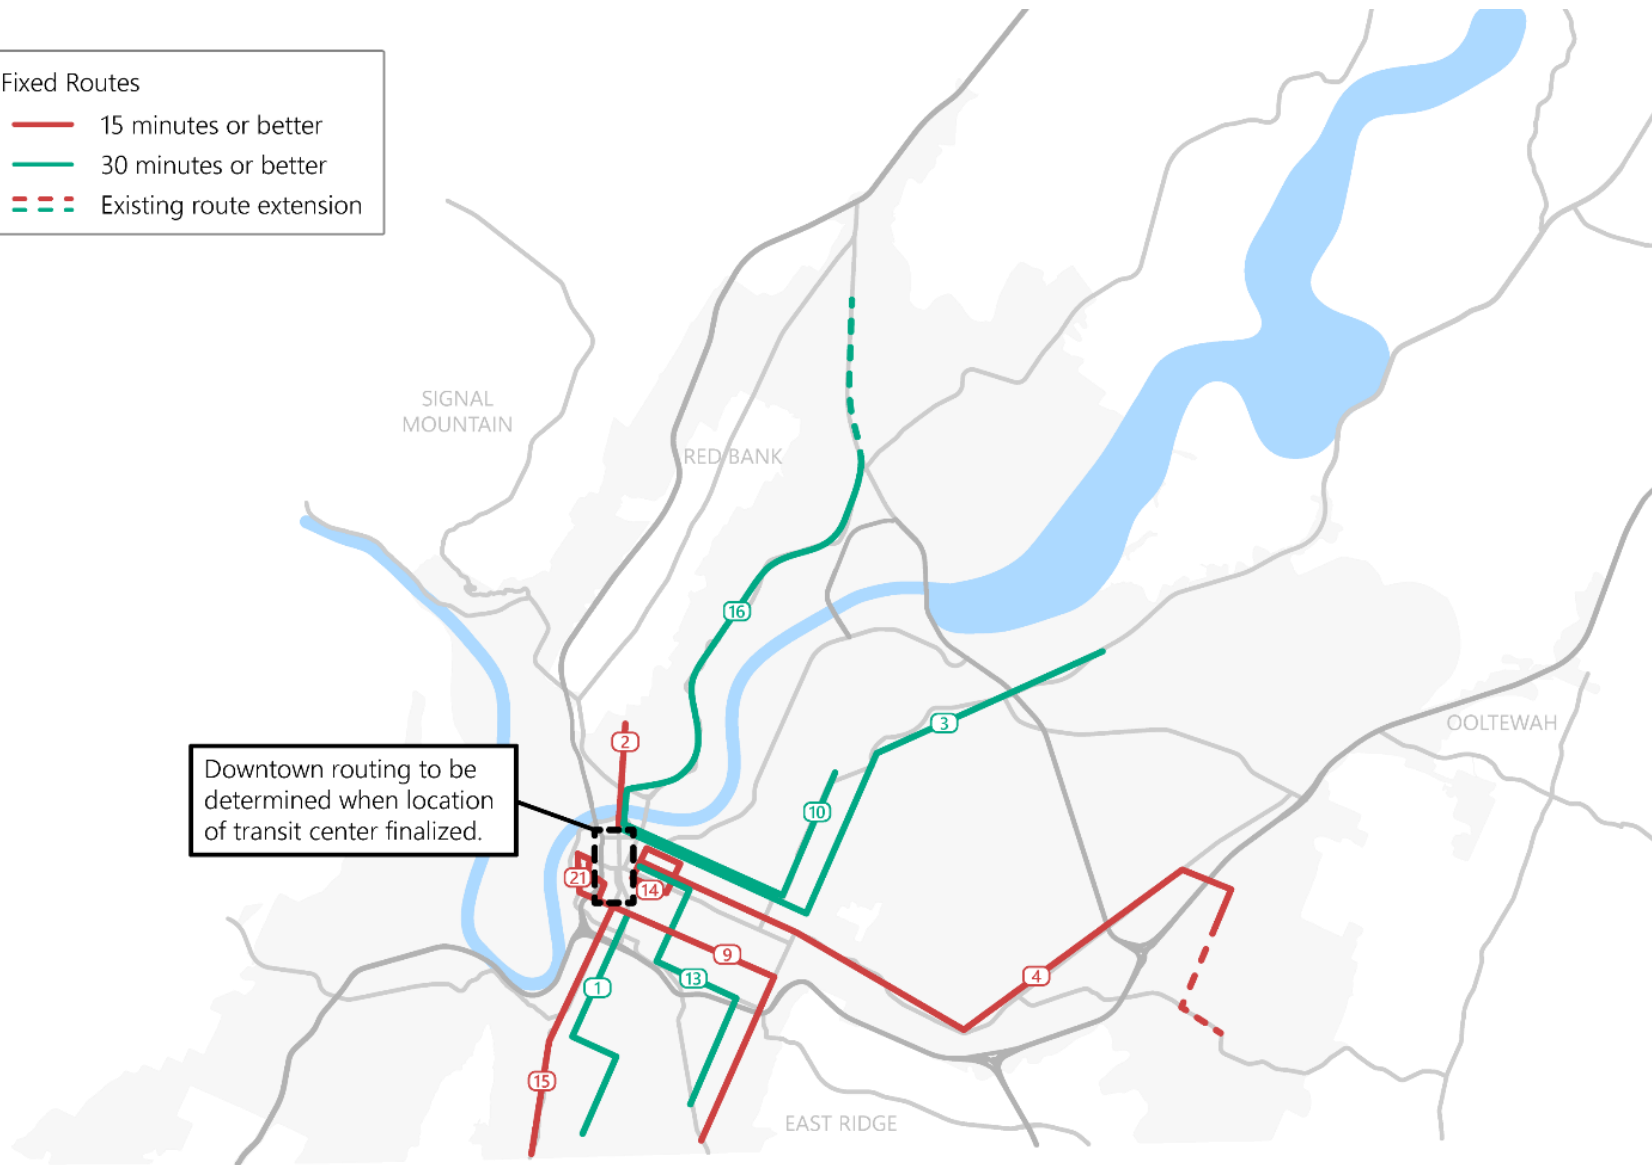 Fixed Routes
15 minutes or better
30 minutes or better
Existing route extension
SIGNAL
MOUNTAIN
RED BANK
16
2
3
OOLTEWAH
Downtown routing to be
determined when location
of transit center finalized.
10
21
14
9
4
13
1
15
EAST RIDGE